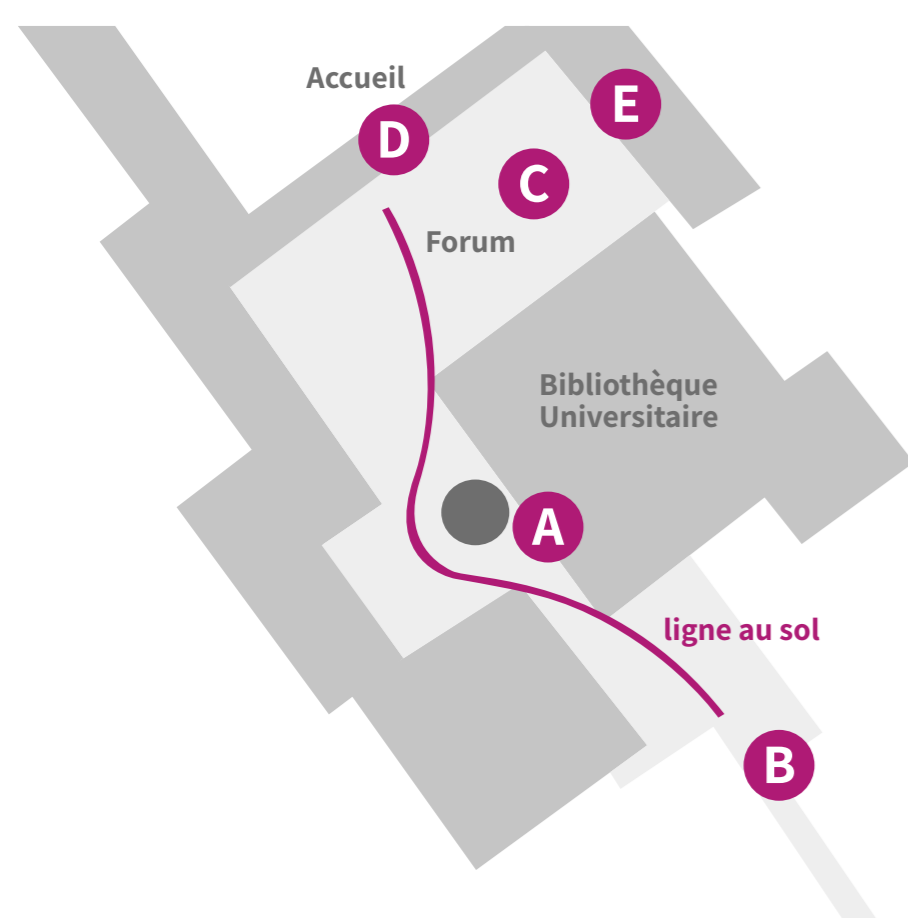 Accueil
E
D
C
Forum
Bibliothèque
Universitaire
A
ligne au sol
B